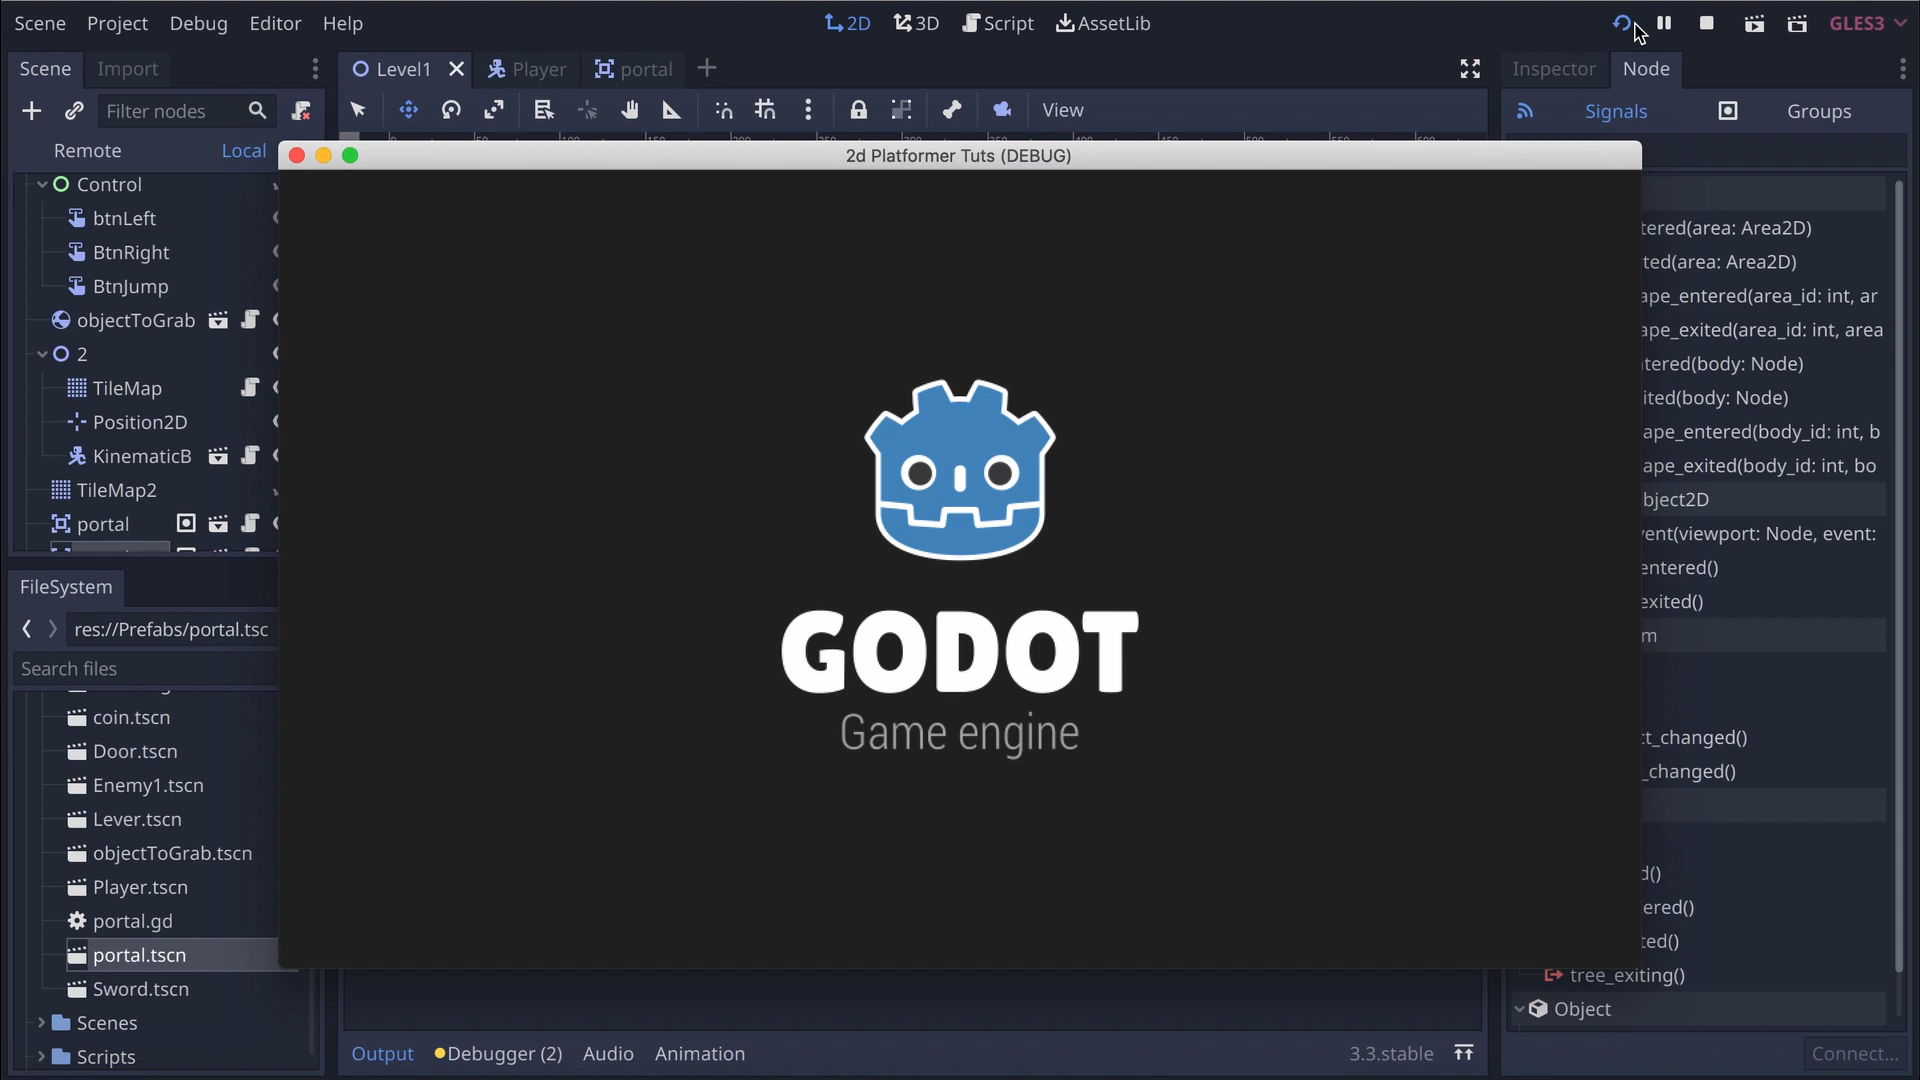 Scene Project Debug Editor Help
2D 3D Script AssetLib
GLES3
Scene Import
Level1 Player portal
Inspector Node
Filter nodes
View
Signals Groups
Remote Local
2d Platformer Tuts (DEBUG)
Control
btnLeft
BtnRight
BtnJump
objectToGrab
2
TileMap
Position2D
KinematicB
TileMap2
portal
FileSystem
res://Prefabs/portal.tsc
Search files
coin.tscn
Door.tscn
Enemy1.tscn
Lever.tscn
objectToGrab.tscn
Player.tscn
portal.gd
portal.tscn
Sword.tscn
Scenes
Scripts
GODOT
Game engine
tered(area: Area2D)
ted(area: Area2D)
ape_entered(area_id: int, ar
ape_exited(area_id: int, area
tered(body: Node)
ited(body: Node)
ape_entered(body_id: int, b
ape_exited(body_id: int, bo
bject2D
ent(viewport: Node, event:
entered()
exited()
m
t_changed()
_changed()
d()
ered()
ted()
tree_exiting()
Object
Output Debugger (2) Audio Animation
3.3.stable
Connect...